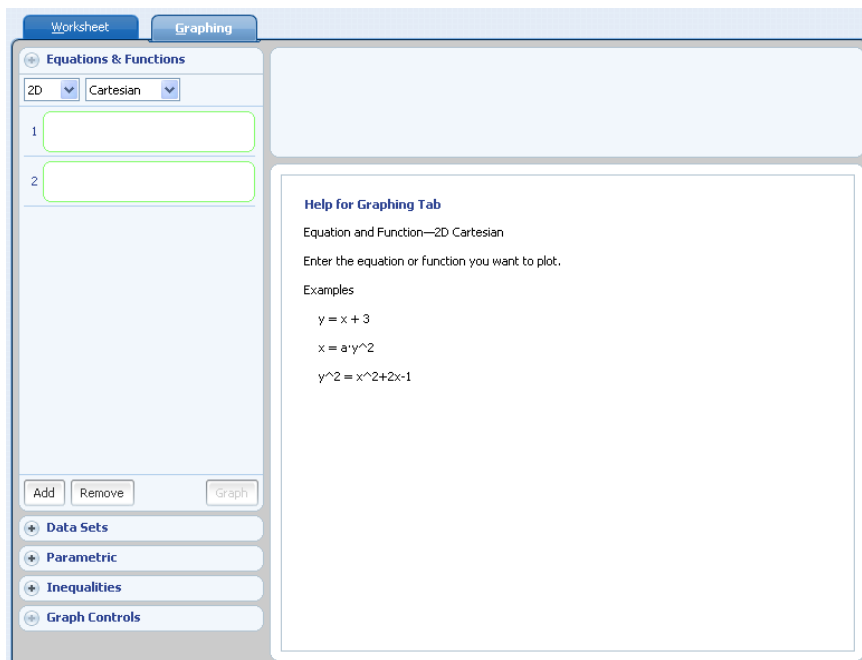 Worksheet
Graphing
Equations & Functions
2D
Cartesian
1
2
Add
Remove
Graph
Data Sets
Parametric
Inequalities
Graph Controls
Help for Graphing Tab
Equation and Function—2D Cartesian
Enter the equation or function you want to plot.
Examples
y = x + 3
x = a·y^2
y^2 = x^2+2x-1